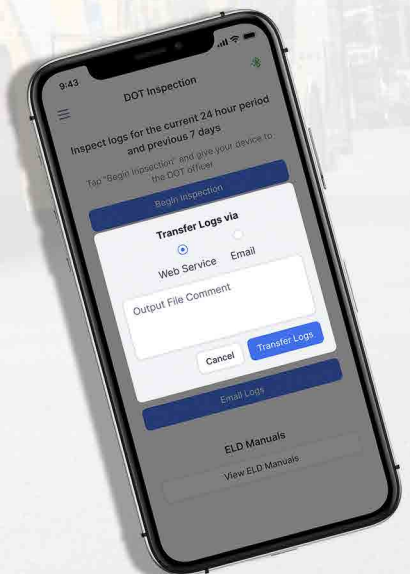 9:43
DOT Inspection
Inspect logs for the current 24 hour period
and previous 7 days
Tap "Begin Inpsection" and give your device to
the DOT officer
Begin Inspection
Transfer Logs via
Web Service
Email
Output File Comment
Cancel
Transfer Logs
Email Logs
ELD Manuals
View ELD Manuals